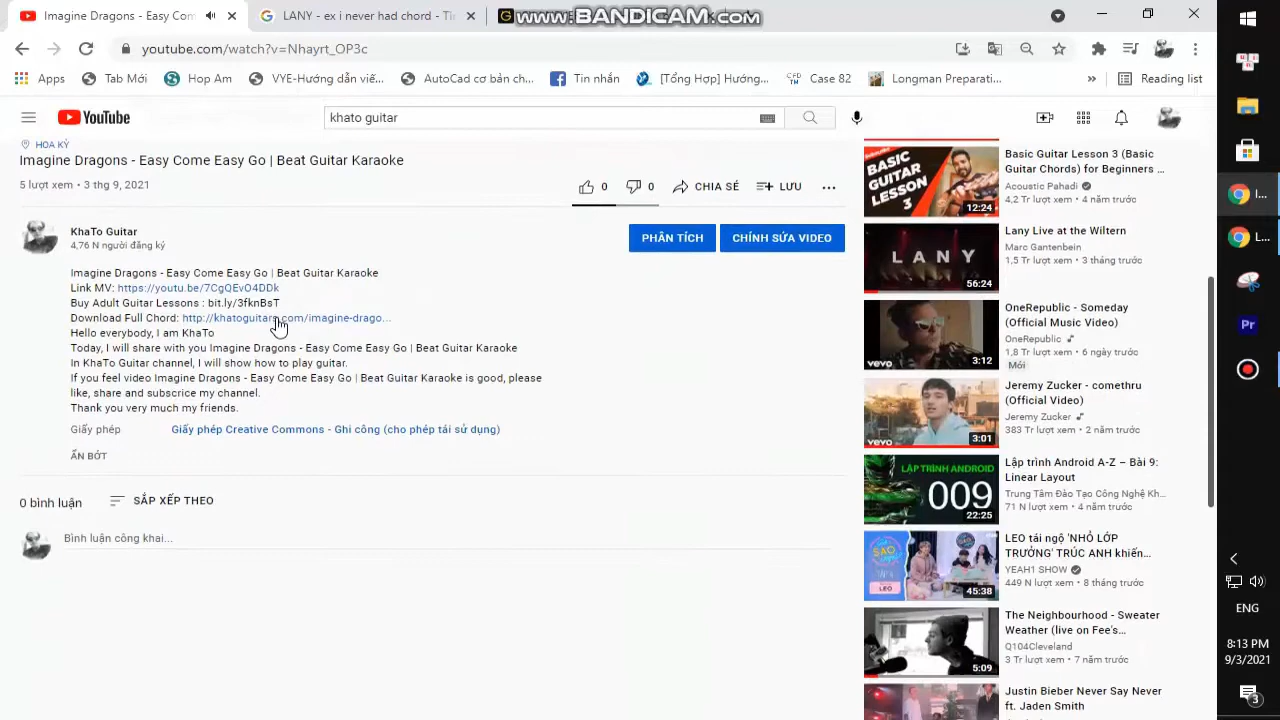 Imagine Dragons - Easy Com
LANY - ex I never had chord - Th
www.BANDICAM.com
youtube.com/watch?v=Nhayrt_OP3c
Apps
Tab Mới
Hop Am
VYE-Hướng dẫn viế...
AutoCad cơ bản ch...
Tin nhắn
[Tổng Hợp] Hướng...
Case 82
Longman Preparati...
»
Reading list
YouTube
khato guitar
HOA KỲ
Imagine Dragons - Easy Come Easy Go | Beat Guitar Karaoke
5 lượt xem • 3 thg 9, 2021
0
0
CHIA SẺ
LƯU
KhaTo Guitar
4,76 N người đăng ký
PHÂN TÍCH
CHỈNH SỬA VIDEO
Imagine Dragons - Easy Come Easy Go | Beat Guitar Karaoke
Link MV: https://youtu.be/7CgQEvO4DDk
Buy Adult Guitar Lessons : bit.ly/3fknBsT
Download Full Chord: http://khatoguitars.com/imagine-drago...
Hello everybody, I am KhaTo
Today, I will share with you Imagine Dragons - Easy Come Easy Go | Beat Guitar Karaoke
In KhaTo Guitar channel, I will show how to play guitar.
If you feel video Imagine Dragons - Easy Come Easy Go | Beat Guitar Karaoke is good, please
like, share and subscrice my channel.
Thank you very much my friends.
Giấy phép
Giấy phép Creative Commons - Ghi công (cho phép tái sử dụng)
ẨN BỚT
0 bình luận
SẮP XẾP THEO
Bình luận công khai...
BASIC
GUITAR
LESSON
3
12:24
Basic Guitar Lesson 3 (Basic
Guitar Chords) for Beginners ...
Acoustic Pahadi
4,2 Tr lượt xem • 4 năm trước
LANY
56:24
Lany Live at the Wiltern
Marc Gantenbein
1,5 Tr lượt xem • 3 tháng trước
vevo
3:12
OneRepublic - Someday
(Official Music Video)
OneRepublic
1,8 Tr lượt xem • 6 ngày trước
Mới
vevo
3:01
Jeremy Zucker - comethru
(Official Video)
Jeremy Zucker
383 Tr lượt xem • 2 năm trước
LẬP TRÌNH ANDROID
009
22:25
Lập trình Android A-Z – Bài 9:
Linear Layout
Trung Tâm Đào Tạo Công Nghệ Kh...
71 N lượt xem • 4 năm trước
SAO
LEO
45:38
LEO tái ngộ 'NHỎ LỚP
TRƯỞNG' TRÚC ANH khiến...
YEAH1 SHOW
449 N lượt xem • 8 tháng trước
5:09
The Neighbourhood - Sweater
Weather (live on Fee's...
Q104Cleveland
3 Tr lượt xem • 7 năm trước
Justin Bieber Never Say Never
ft. Jaden Smith
I...
L...
Pr
ENG
8:13 PM
9/3/2021
3